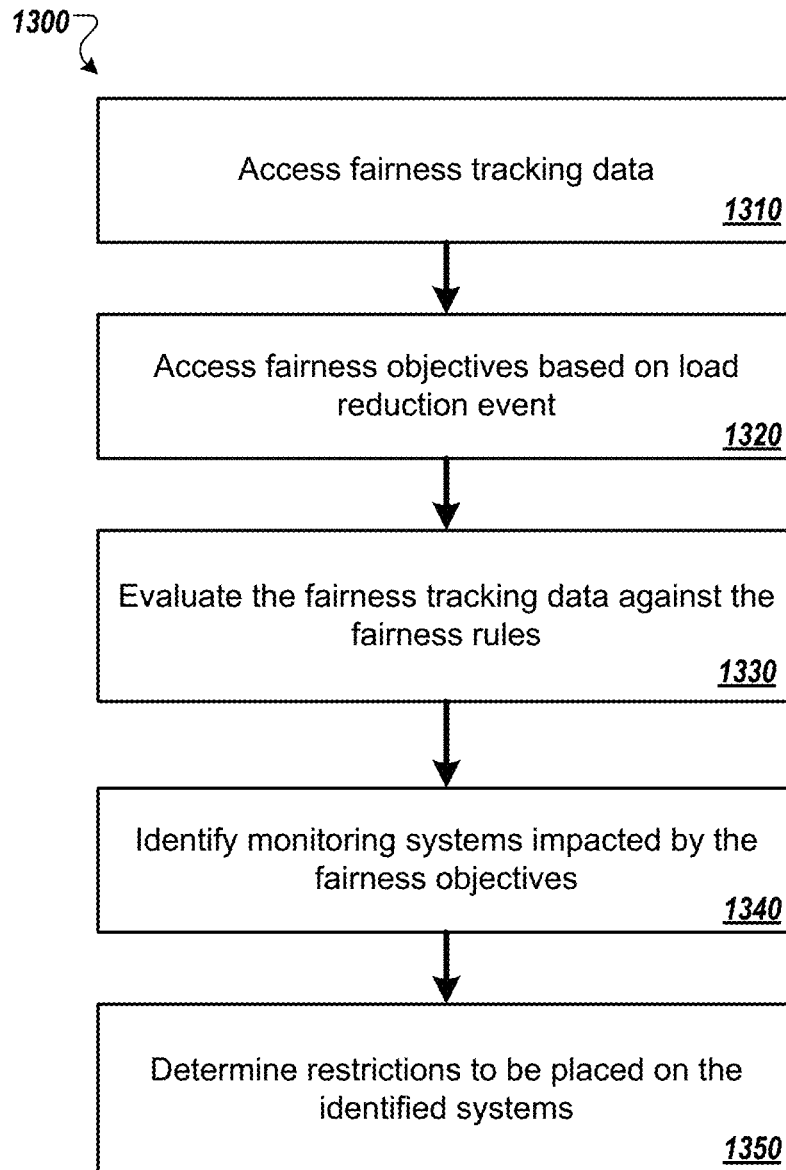 1300
Access fairness tracking data
1310
Access fairness objectives based on load
reduction event
1320
Evaluate the fairness tracking data against the
fairness rules
1330
Identify monitoring systems impacted by the
fairness objectives
1340
Determine restrictions to be placed on the
identified systems
1350